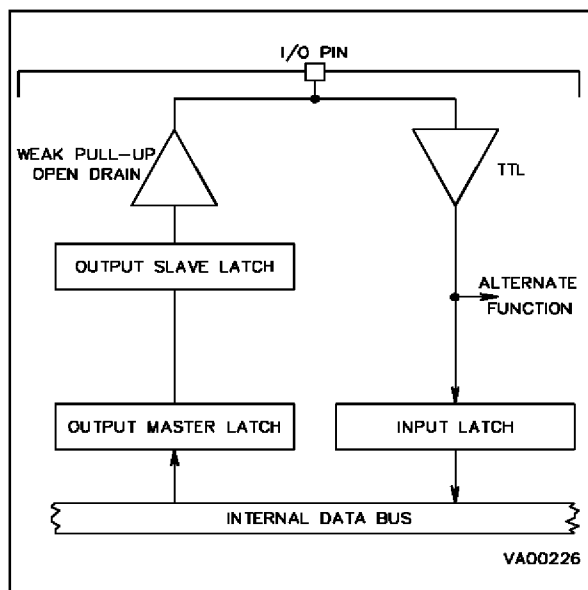 I/O PIN
WEAK PULL-UP
OPEN DRAIN
TTL
OUTPUT SLAVE LATCH
ALTERNATE
FUNCTION
OUTPUT MASTER LATCH
INPUT LATCH
INTERNAL DATA BUS
VA00226